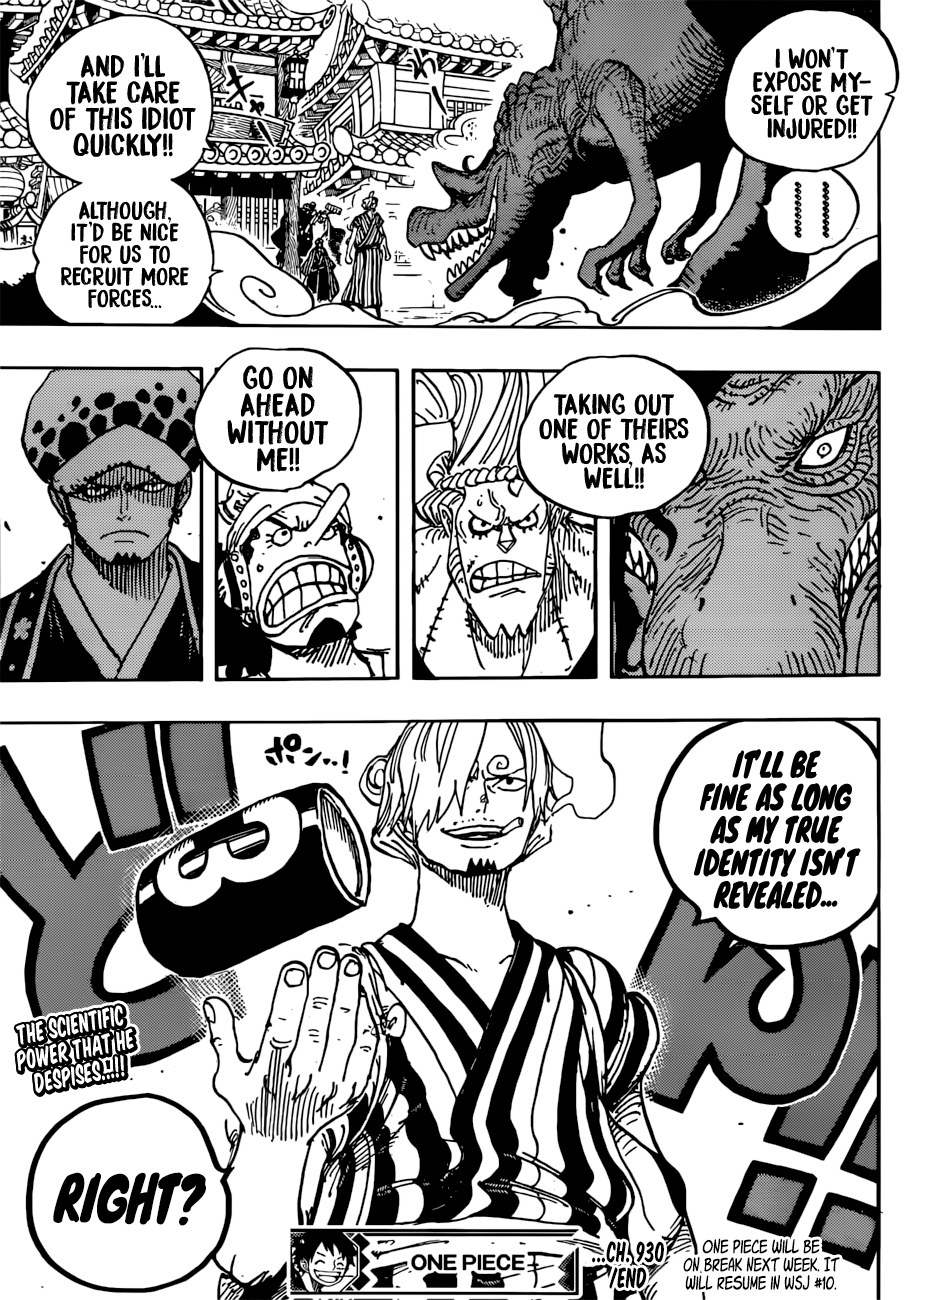 I WON'T
EXPOSE MY-
SELF OR GET
INJURED!!
!!
AND I'LL
TAKE CARE
OF THIS IDIOT
QUICKLY!!
ALTHOUGH,
IT'D BE NICE
FOR US TO
RECRUIT MORE
FORCES...
TAKING OUT
ONE OF THEIRS
WORKS, AS
WELL!!
GO ON
AHEAD
WITHOUT
ME!!
IT'LL BE
FINE AS LONG
AS MY TRUE
IDENTITY ISN'T
REVEALED...
ポン…!
3
THE SCIENTIFIC
POWER THAT HE
DESPISES...!!!
RIGHT?
ONE PIECE
...CH. 930
/END
ONE PIECE WILL BE
ON BREAK NEXT WEEK. IT
WILL RESUME IN WSJ #10.